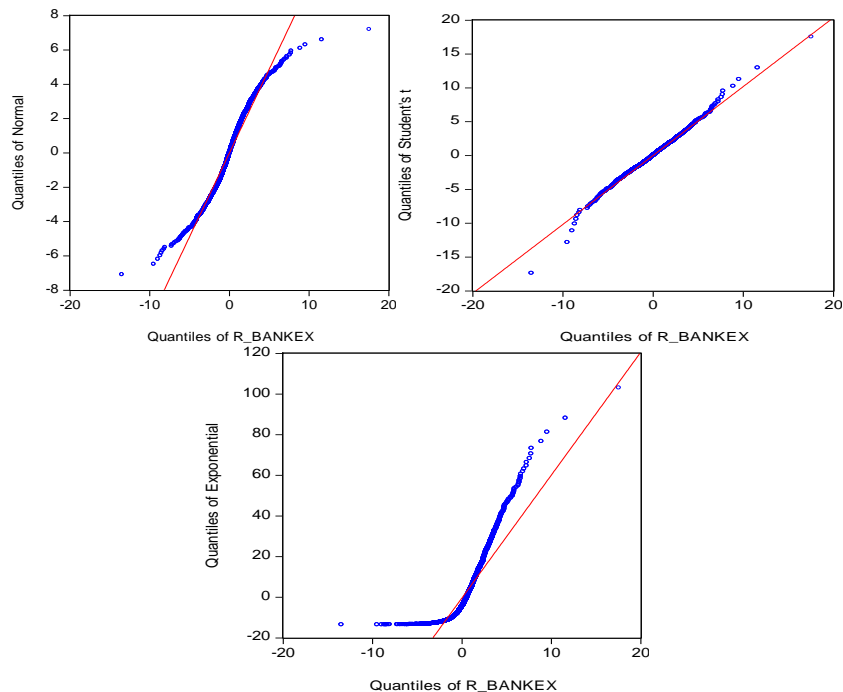 Quantiles of Normal
8
6
4
2
0
-2
-4
-6
-8
-20 -10 0 10 20
Quantiles of R_BANKEX
Quantiles of Student's t
20
15
10
5
0
-5
-10
-15
-20
-20 -10 0 10 20
Quantiles of R_BANKEX
Quantiles of Exponential
120
100
80
60
40
20
0
-20
-20 -10 0 10 20
Quantiles of R_BANKEX